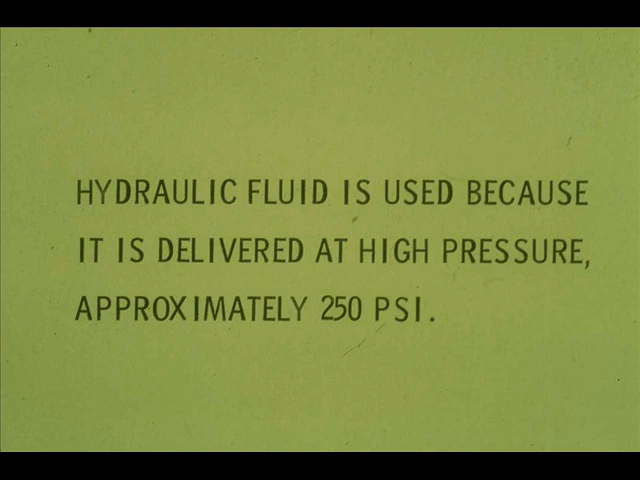 HYDRAULIC FLUID IS USED BECAUSE
IT IS DELIVERED AT HIGH PRESSURE,
APPROXIMATELY 250 PSI.